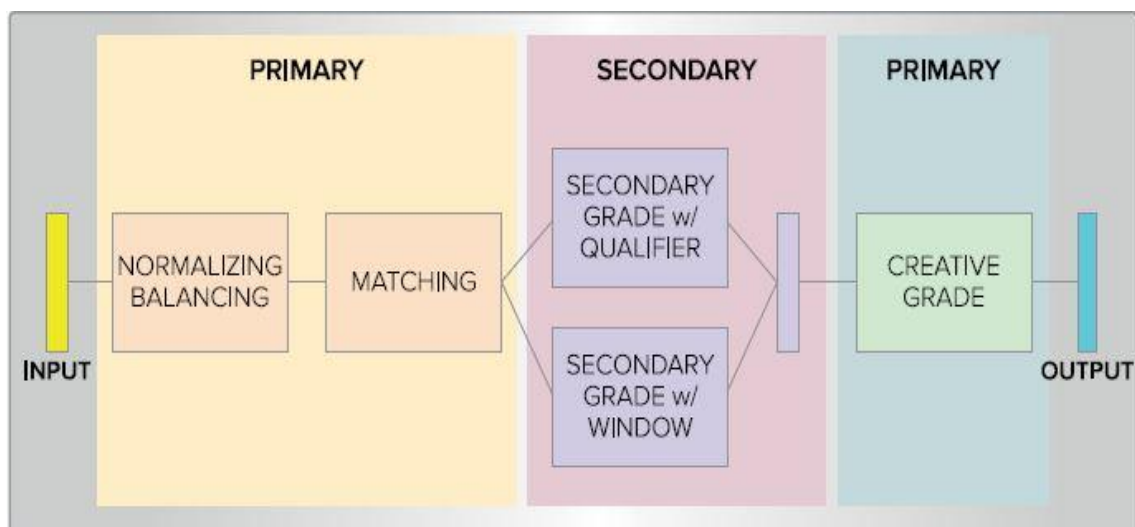 PRIMARY
SECONDARY
PRIMARY
INPUT
NORMALIZING
BALANCING
MATCHING
SECONDARY
GRADE w/
QUALIFIER
SECONDARY
GRADE w/
WINDOW
CREATIVE
GRADE
OUTPUT